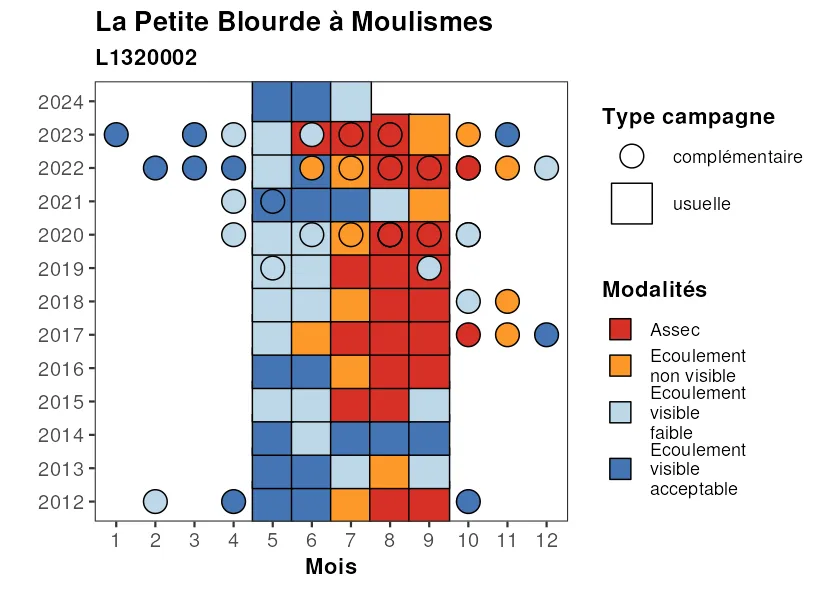 La Petite Blourde à Moulismes
L1320002
2024
2023
2022
2021
2020
2019
2018
2017
2016
2015
2014
2013
2012
1 2 3 4 5 6 7 8 9 10 11 12
Mois
Type campagne
complémentaire
usuelle
Modalités
Assec
Ecoulement
non visible
Ecoulement
visible
faible
Ecoulement
visible
acceptable